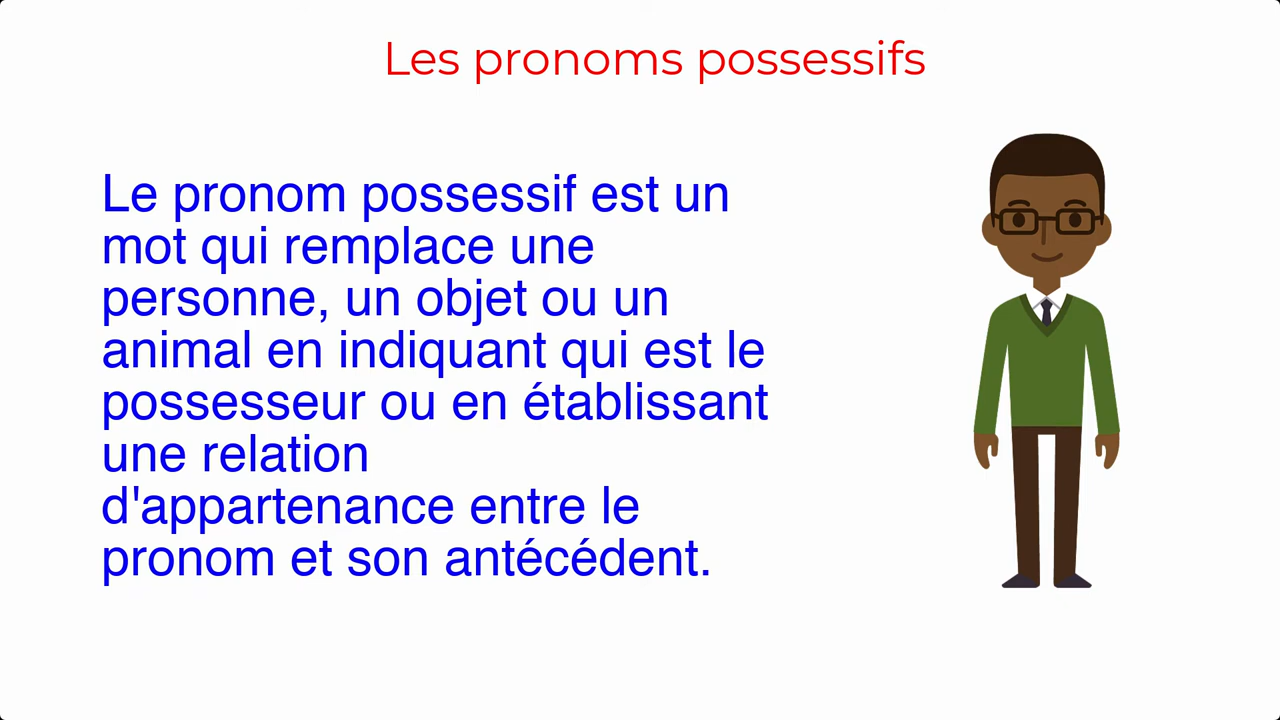 Les pronoms possessifs
Le pronom possessif est un
mot qui remplace une
personne, un objet ou un
animal en indiquant qui est le
possesseur ou en établissant
une relation
d'appartenance entre le
pronom et son antécédent.